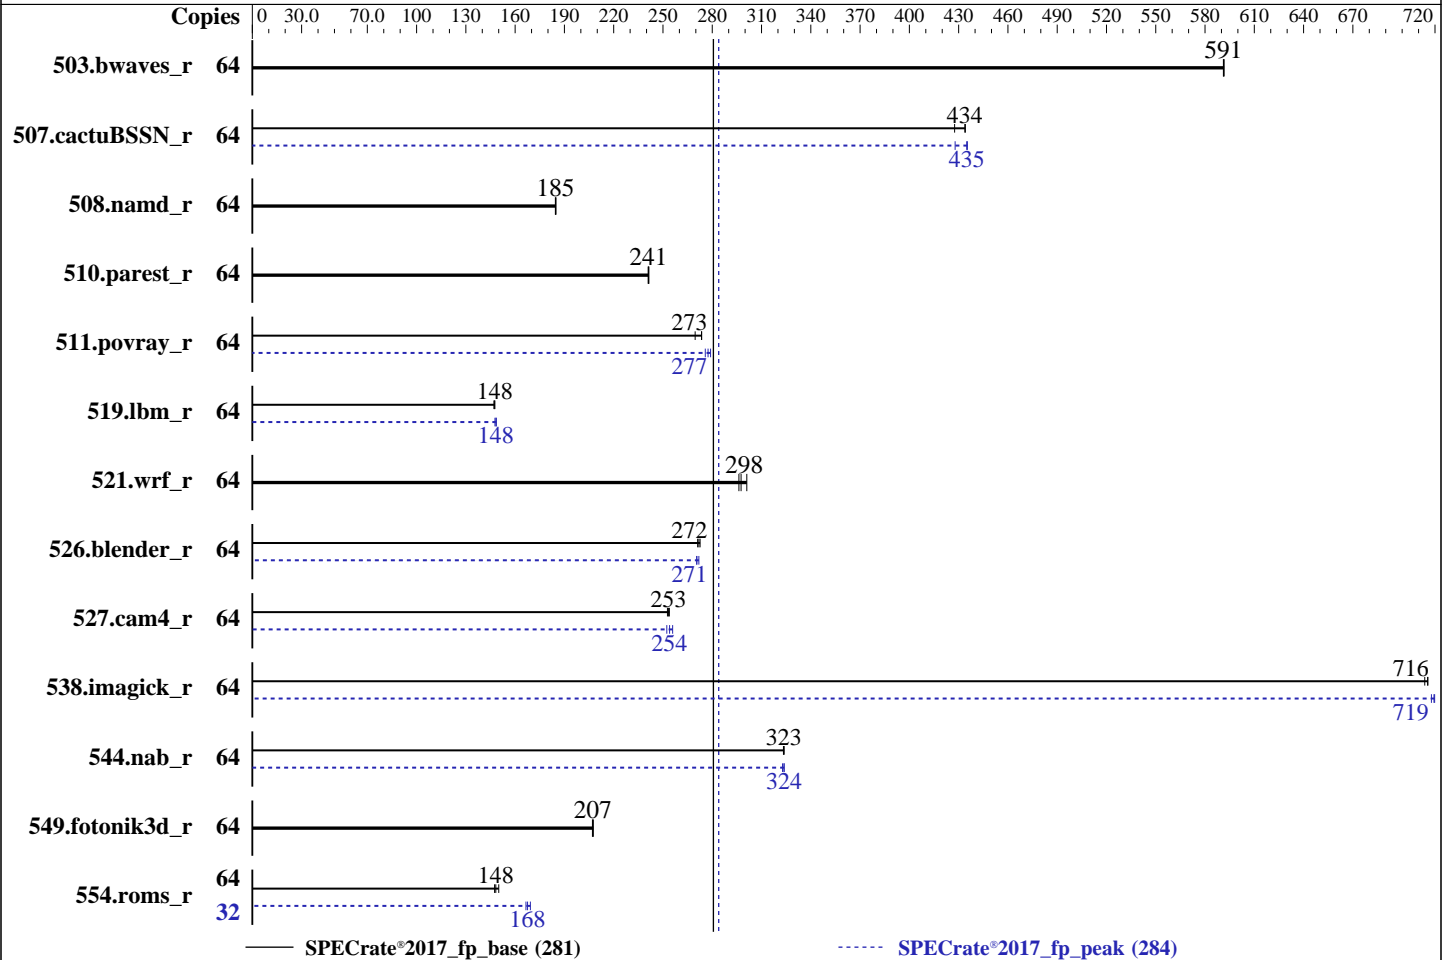 Copies 0 30.0 70.0 100 130 160 190 220 250 280 310 340 370 400 430 460 490 520 550 580 610 640 670 720
503.bwaves_r 64 591
507.cactuBSSN_r 64 434
435
508.namd_r 64 185
510.parest_r 64 241
511.povray_r 64 273
277
519.lbm_r 64 148
148
521.wrf_r 64 298
526.blender_r 64 272
271
527.cam4_r 64 253
254
538.imagick_r 64 716
719
544.nab_r 64 323
324
549.fotonik3d_r 64 207
554.roms_r 64 148
32 168
SPECrate®2017_fp_base (281) SPECrate®2017_fp_peak (284)